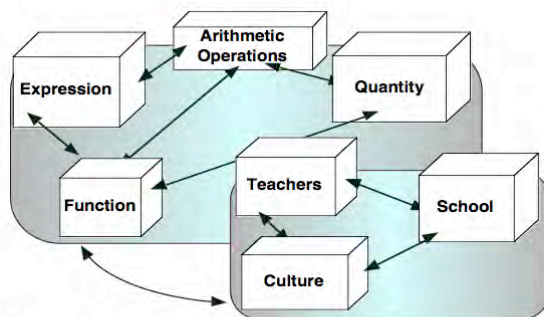 Arithmetic
Operations
Expression
Quantity
Teachers
Function
School
Culture